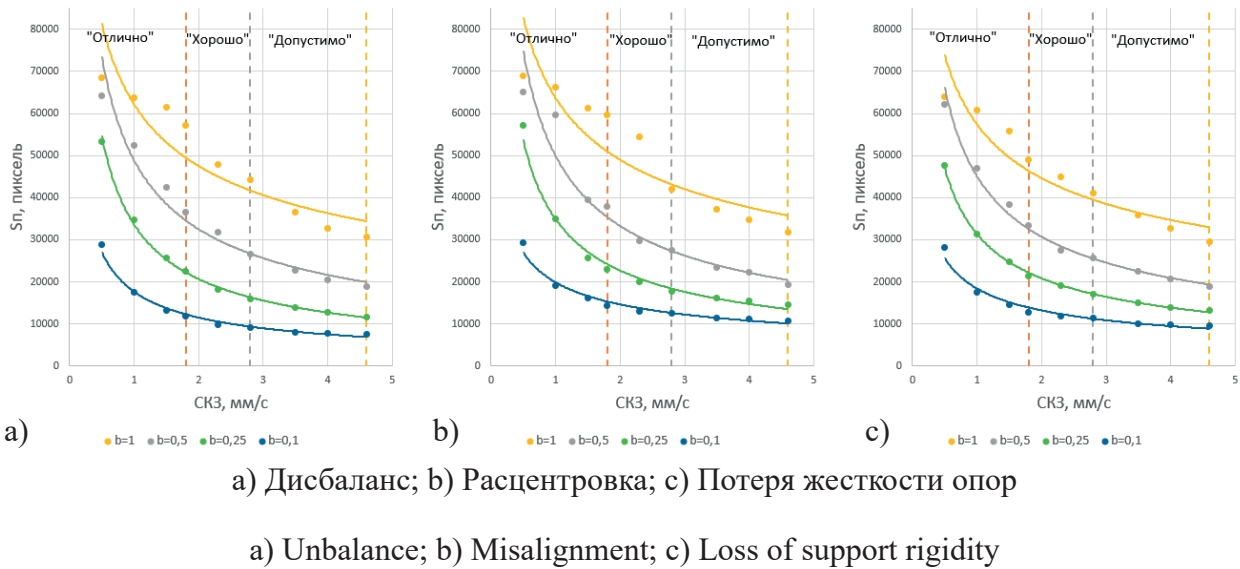 80000
70000
60000
50000
40000
30000
20000
10000
0
Sп, пиксель
"Отлично" "Хорошо" "Допустимо"
0 1 2 3 4 5
СКЗ, мм/с
a)
b=1 b=0,5 b=0,25 b=0,1
80000
70000
60000
50000
40000
30000
20000
10000
0
Sп, пиксель
"Отлично" "Хорошо" "Допустимо"
0 1 2 3 4 5
СКЗ, мм/с
b)
b=1 b=0,5 b=0,25 b=0,1
80000
70000
60000
50000
40000
30000
20000
10000
0
Sп, пиксель
"Отлично" "Хорошо" "Допустимо"
0 1 2 3 4 5
СКЗ, мм/с
c)
b=1 b=0,5 b=0,25 b=0,1
a) Дисбаланс; b) Расцентровка; c) Потеря жесткости опор
a) Unbalance; b) Misalignment; c) Loss of support rigidity